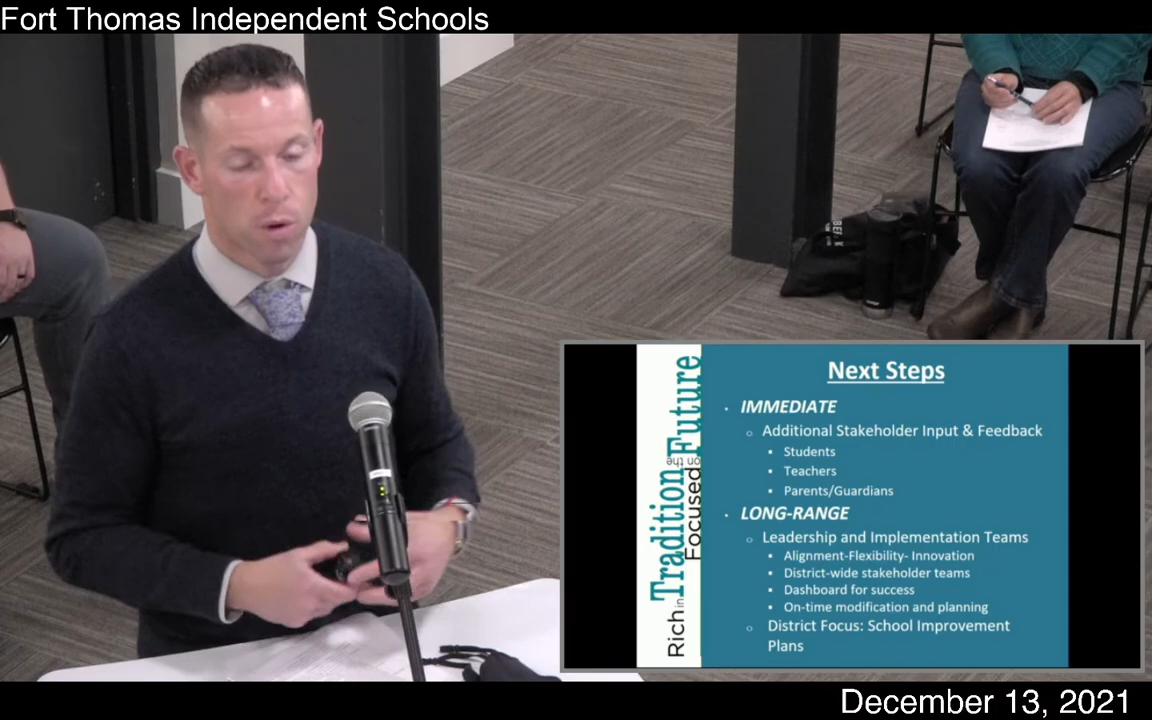 Fort Thomas Independent Schools
Next Steps
IMMEDIATE
Additional Stakeholder Input & Feedback
Students
Teachers
Parents/Guardians
LONG-RANGE
Leadership and Implementation Teams
Alignment-Flexibility- Innovation
District-wide stakeholder teams
Dashboard for success
On-time modification and planning
District Focus: School Improvement
Plans
Rich in Tradition
Focused on the Future
December 13, 2021